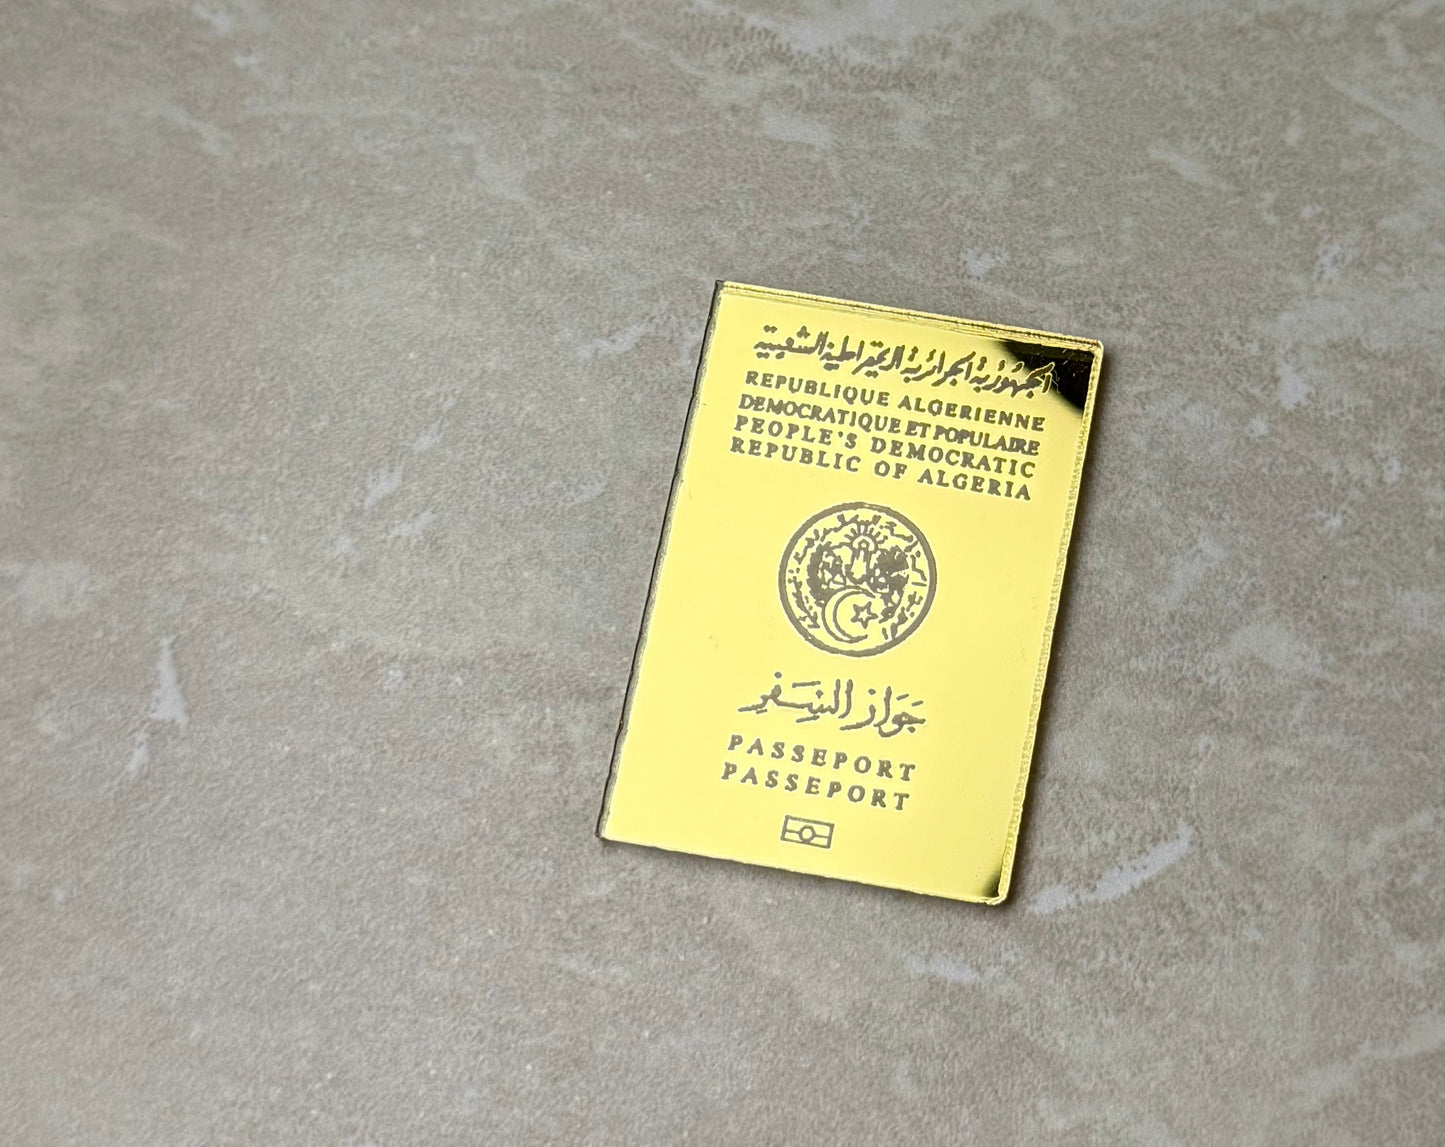 الجمهورية الجزائرية الديمقراطية الشعبية
REPUBLIQUE ALGERIENNE
DEMOCRATIQUE ET POPULAIRE
PEOPLE'S DEMOCRATIC
REPUBLIC OF ALGERIA
جواز السفر
PASSEPORT
PASSEPORT